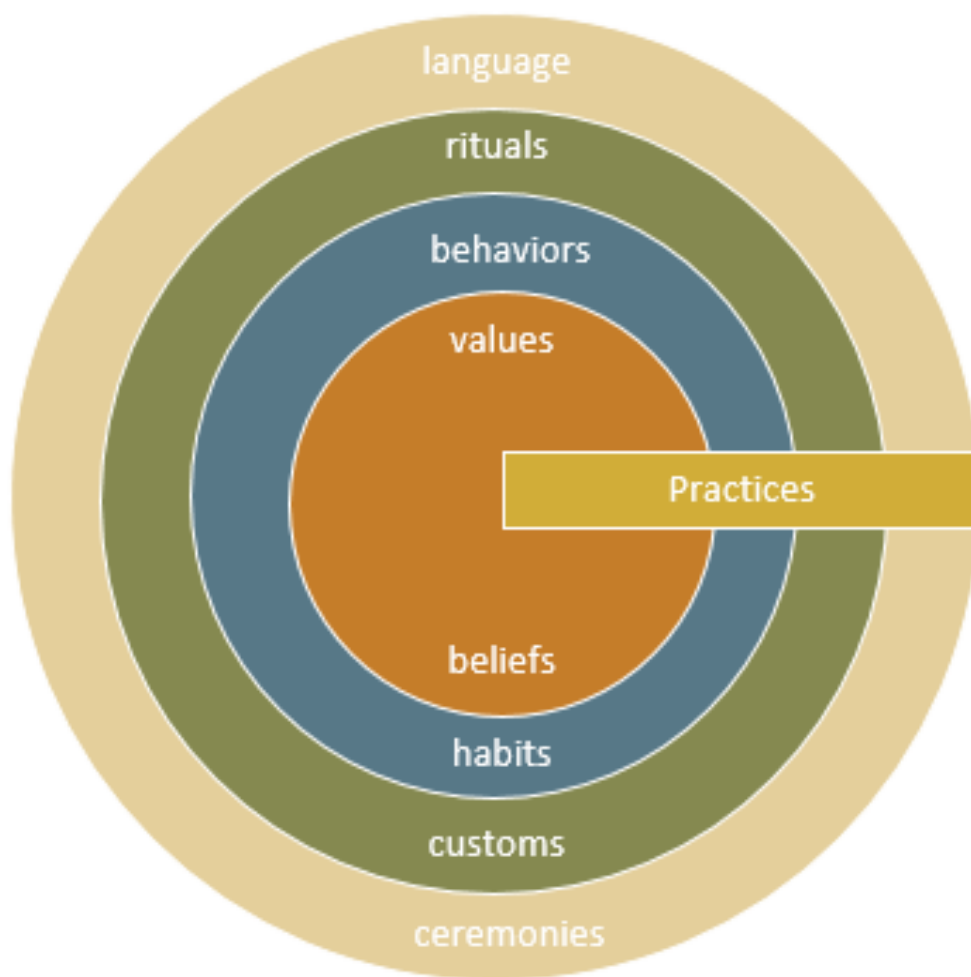 language
rituals
behaviors
values
Practices
beliefs
habits
customs
ceremonies